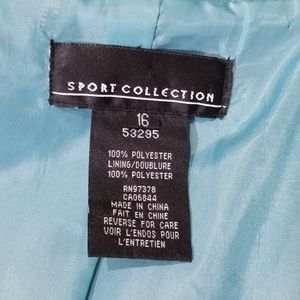 SPORT COLLECTION
16
53295
100% POLYESTER
LINING/DOUBLURE
100% POLYESTER
RN97378
CA06844
MADE IN CHINA
FAIT EN CHINE
REVERSE FOR CARE
VOIR L'ENDOS POUR
L'ENTRETIEN